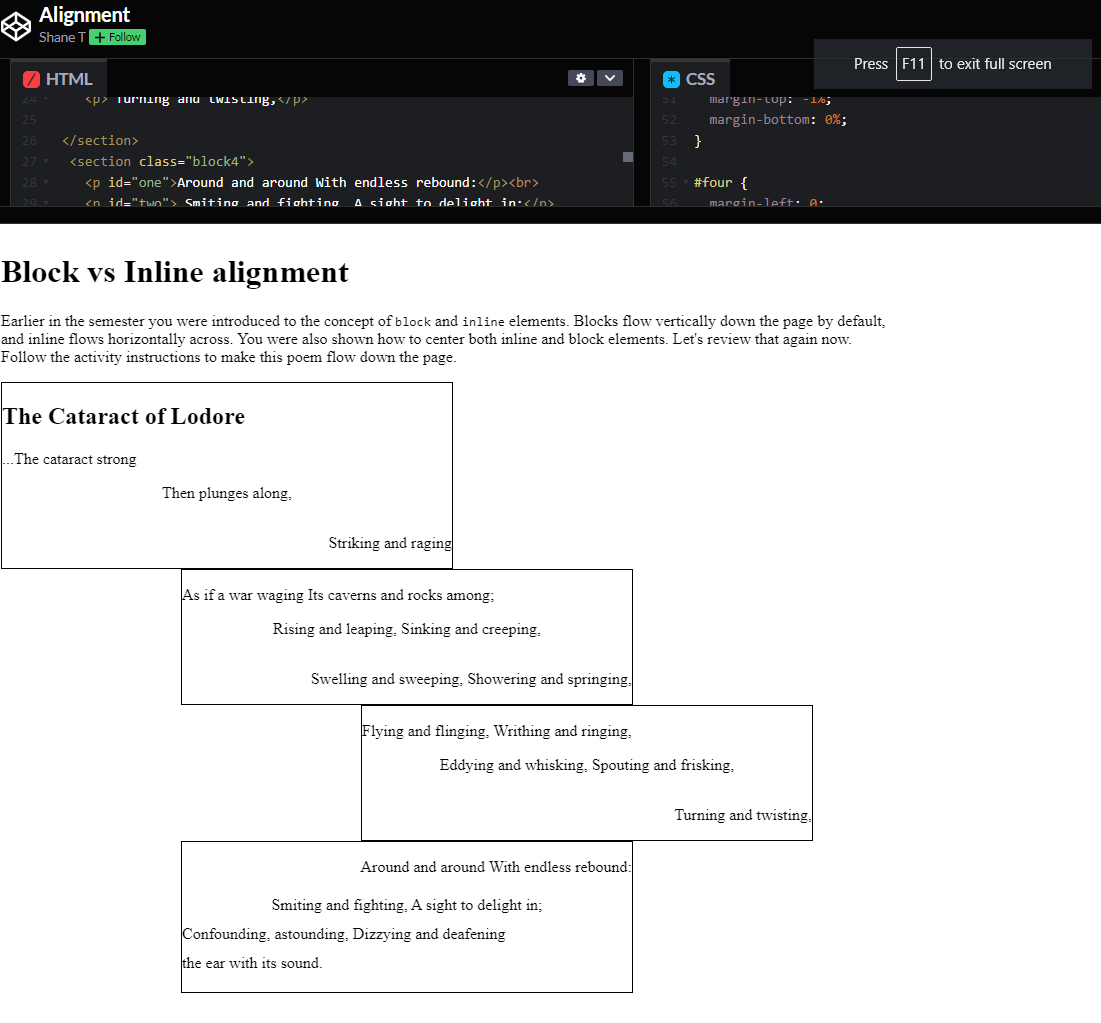 Alignment
Shane T + Follow
Press F11 to exit full screen
HTML
24 <p> Turning and twisting,</p>
25
26 </section>
27 <section class="block4">
28 <p id="one">Around and around With endless rebound:</p><br>
29 <p id="two"> Smiting and fighting, A sight to delight in;</p>
CSS
51 margin-top: -1%;
52 margin-bottom: 0%;
53 }
54
55 #four {
56 margin-left: 0;
Block vs Inline alignment
Earlier in the semester you were introduced to the concept of block and inline elements. Blocks flow vertically down the page by default,
and inline flows horizontally across. You were also shown how to center both inline and block elements. Let's review that again now.
Follow the activity instructions to make this poem flow down the page.
The Cataract of Lodore
...The cataract strong
Then plunges along,
Striking and raging
As if a war waging Its caverns and rocks among;
Rising and leaping, Sinking and creeping,
Swelling and sweeping, Showering and springing,
Flying and flinging, Writhing and ringing,
Eddying and whisking, Spouting and frisking,
Turning and twisting,
Around and around With endless rebound:
Smiting and fighting, A sight to delight in;
Confounding, astounding, Dizzying and deafening
the ear with its sound.